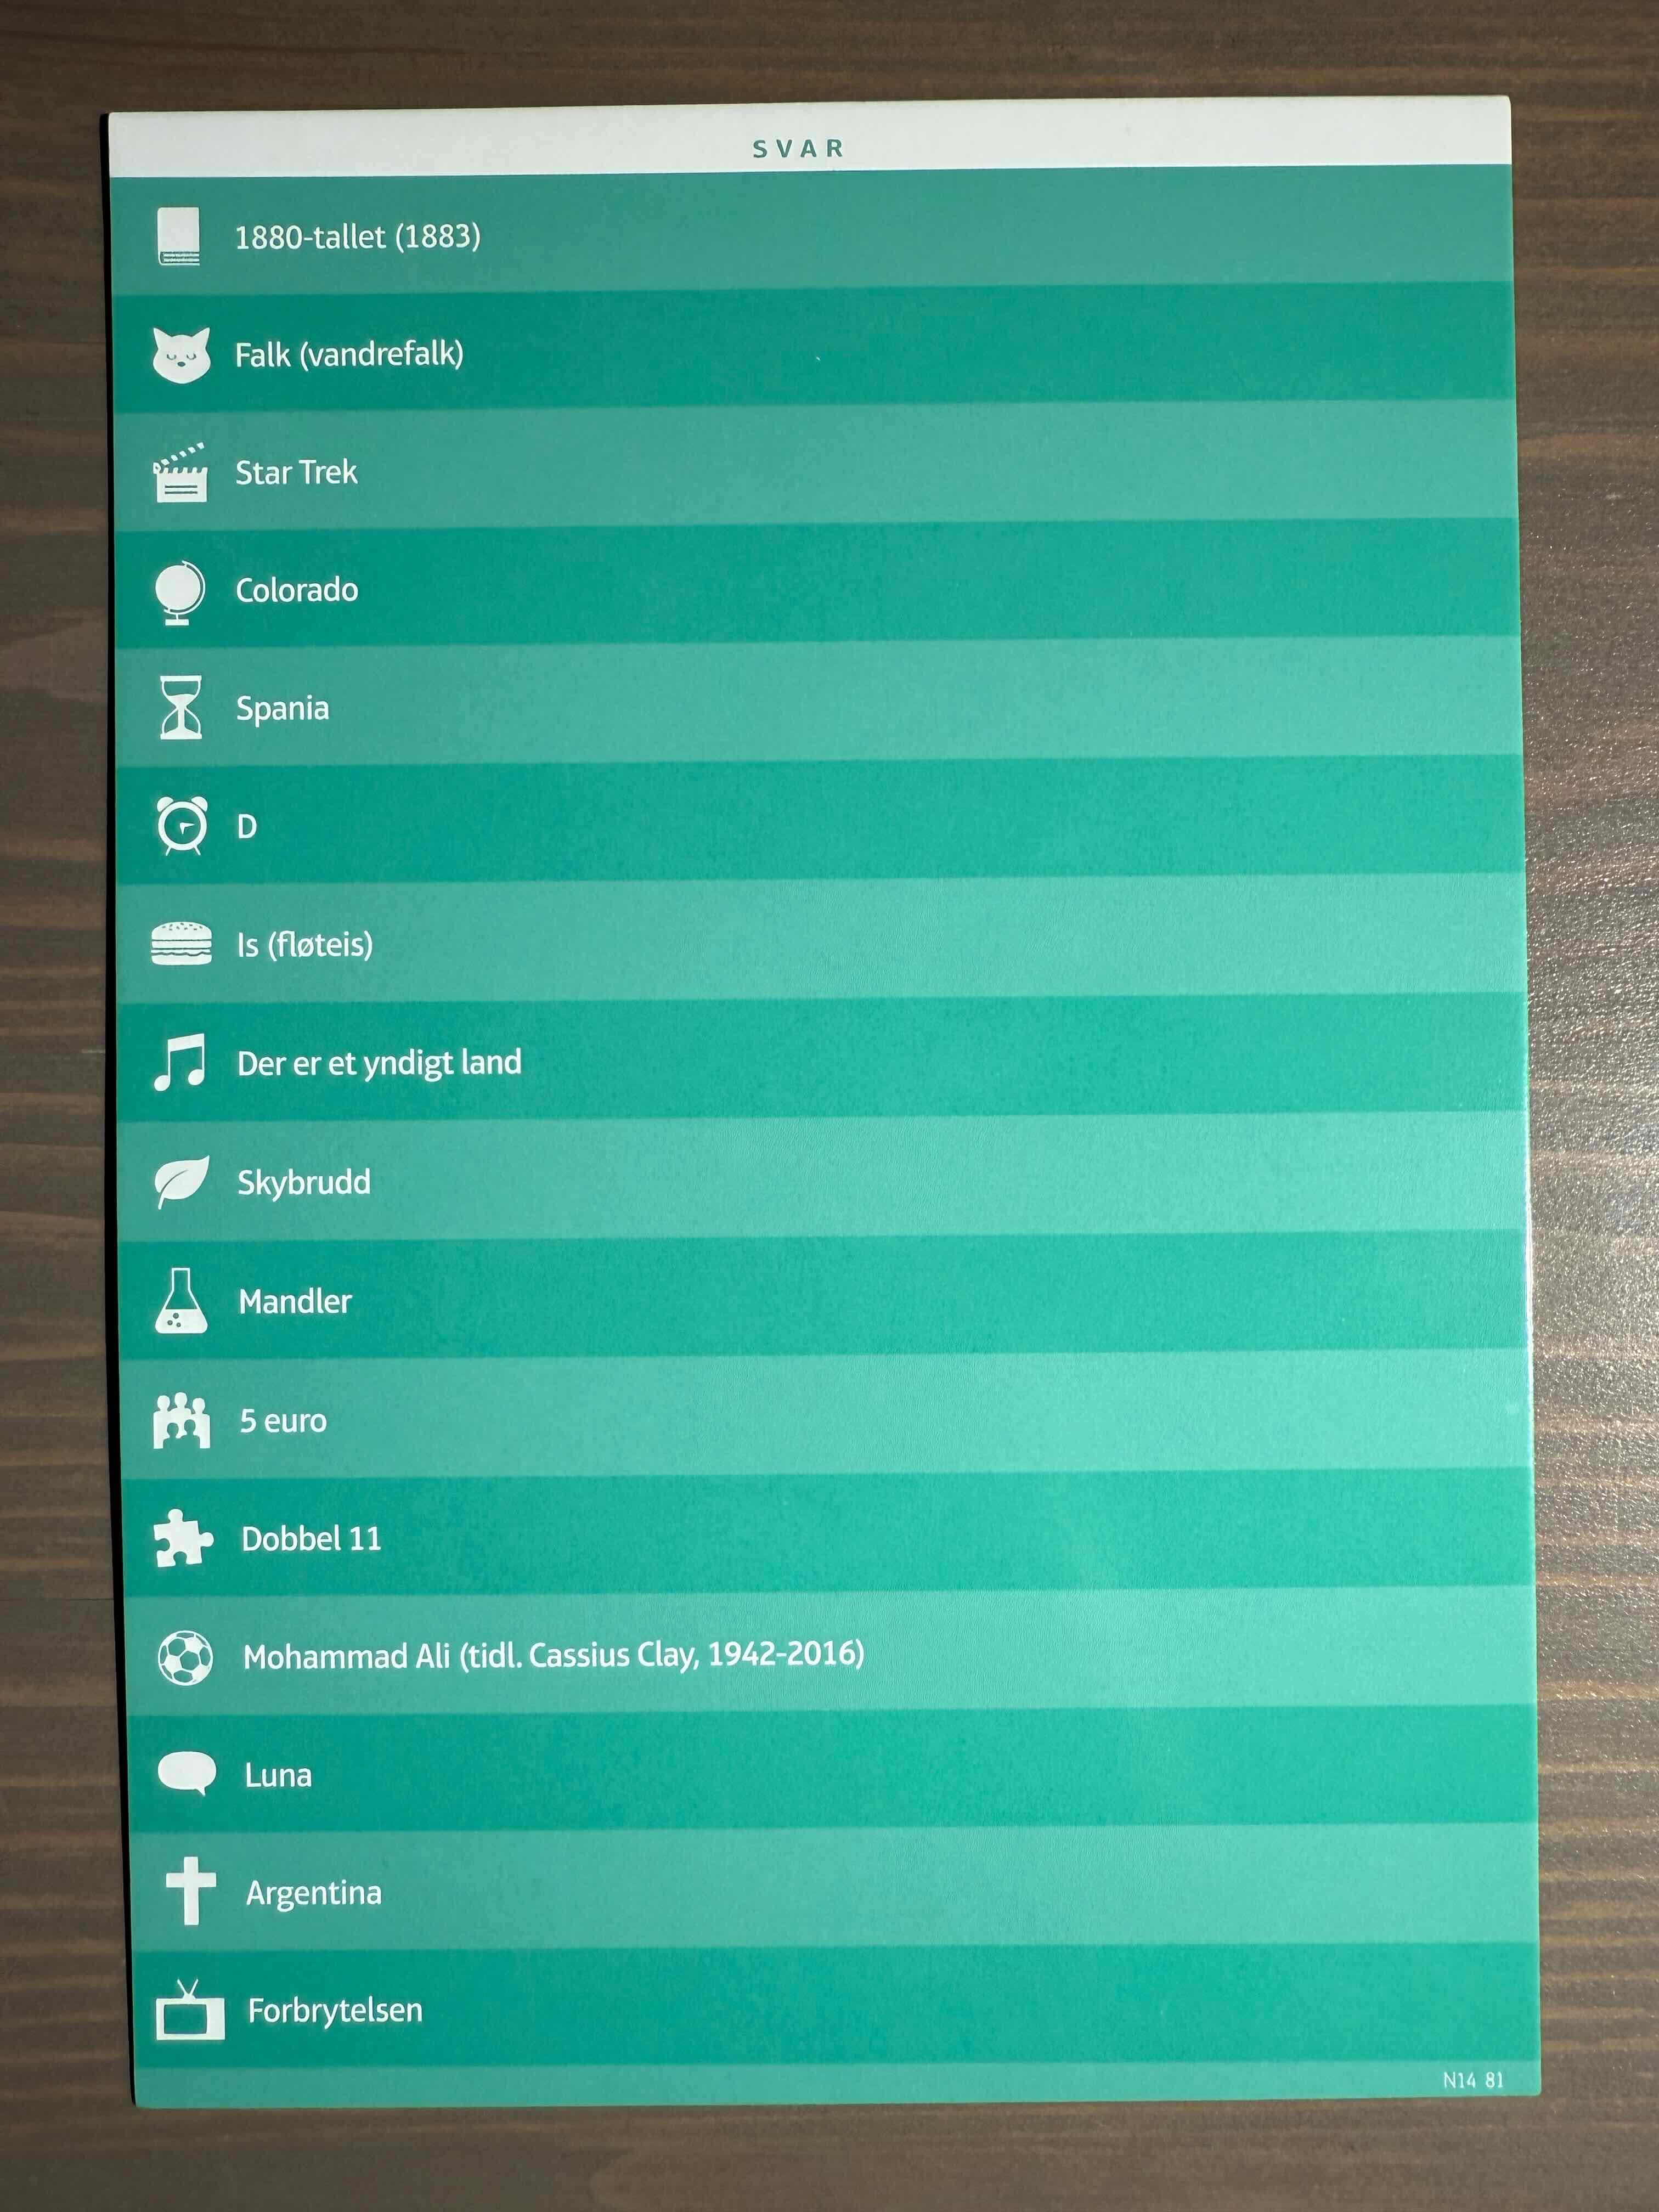 SVAR
1880-tallet (1883)
Falk (vandrefalk)
Star Trek
Colorado
Spania
D
Is (fløteis)
Der er et yndigt land
Skybrudd
Mandler
5 euro
Dobbel 11
Mohammad Ali (tidl. Cassius Clay, 1942-2016)
Luna
Argentina
Forbrytelsen
N14 81